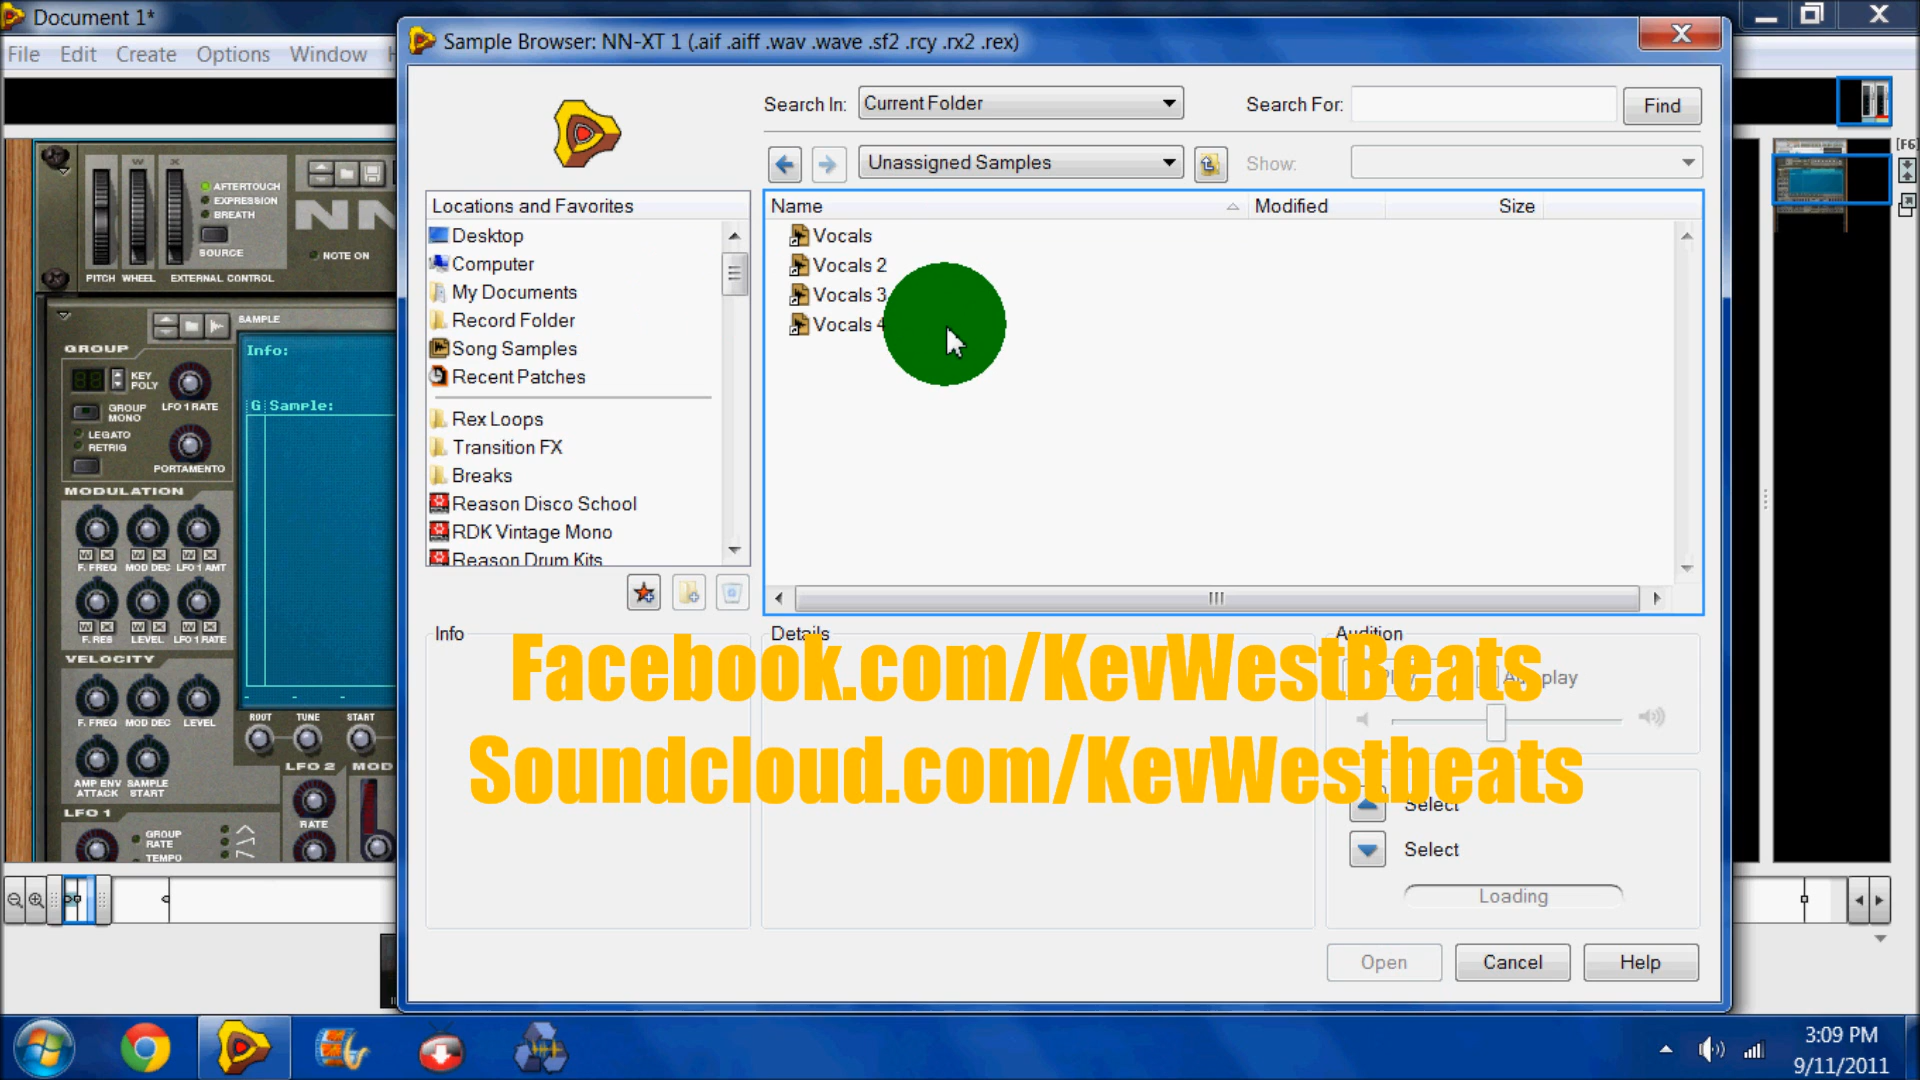 Document 1*
File Edit Create Options Window
Sample Browser: NN-XT 1 (.aif .aiff .wav .wave .sf2 .rcy .rx2 .rex)
Search In: Current Folder
Search For:
Find
Unassigned Samples
Show:
Locations and Favorites
Desktop
Computer
My Documents
Record Folder
Song Samples
Recent Patches
Rex Loops
Transition FX
Breaks
Reason Disco School
RDK Vintage Mono
Reason Drum Kits
Name Modified Size
Vocals
Vocals 2
Vocals 3
Vocals 4
Info
Details
Audition
Autoplay
Facebook.com/KevWestBeats
Soundcloud.com/KevWestbeats
Select
Select
Loading
Open Cancel Help
W X
AFTERTOUCH
EXPRESSION
BREATH
SOURCE
PITCH WHEEL EXTERNAL CONTROL
NN
NOTE ON
SAMPLE
GROUP
KEY
POLY
GROUP
MONO
LFO 1 RATE
LEGATO
RETRIG
PORTAMENTO
Info:
G Sample:
MODULATION
W X W X W X
F. FREQ MOD DEC LFO 1 AMT
W X W X W X
F. RES LEVEL LFO 1 RATE
VELOCITY
F. FREQ MOD DEC LEVEL
AMP ENV ATTACK
SAMPLE START
ROOT TUNE START
LFO 2 MOD
RATE
LFO 1
GROUP
RATE
TEMPO
[F6]
3:09 PM
9/11/2011